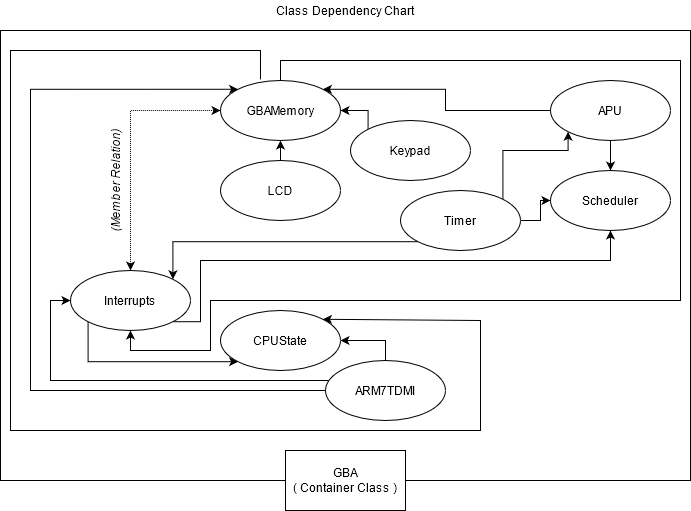 Class Dependency Chart
GBAMemory
APU
Keypad
(Member Relation)
LCD
Scheduler
Timer
Interrupts
CPUState
ARM7TDMI
GBA
( Container Class )